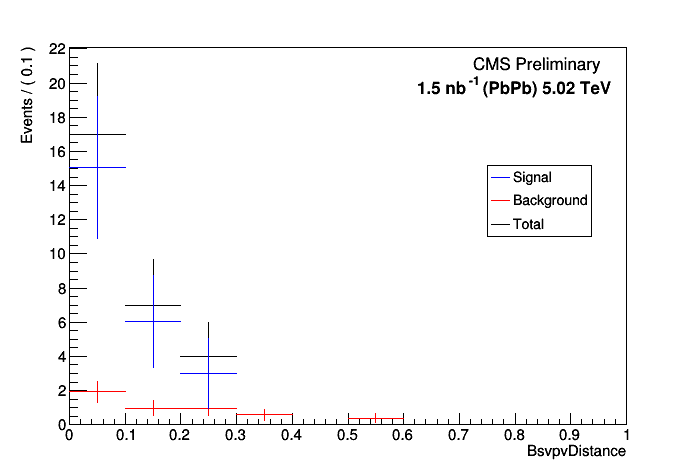 CMS Preliminary
1.5 nb⁻¹ (PbPb) 5.02 TeV
Events / ( 0.1 )
22
20
18
16
14
12
10
8
6
4
2
0
Signal
Background
Total
0 0.1 0.2 0.3 0.4 0.5 0.6 0.7 0.8 0.9 1
BsvpvDistance